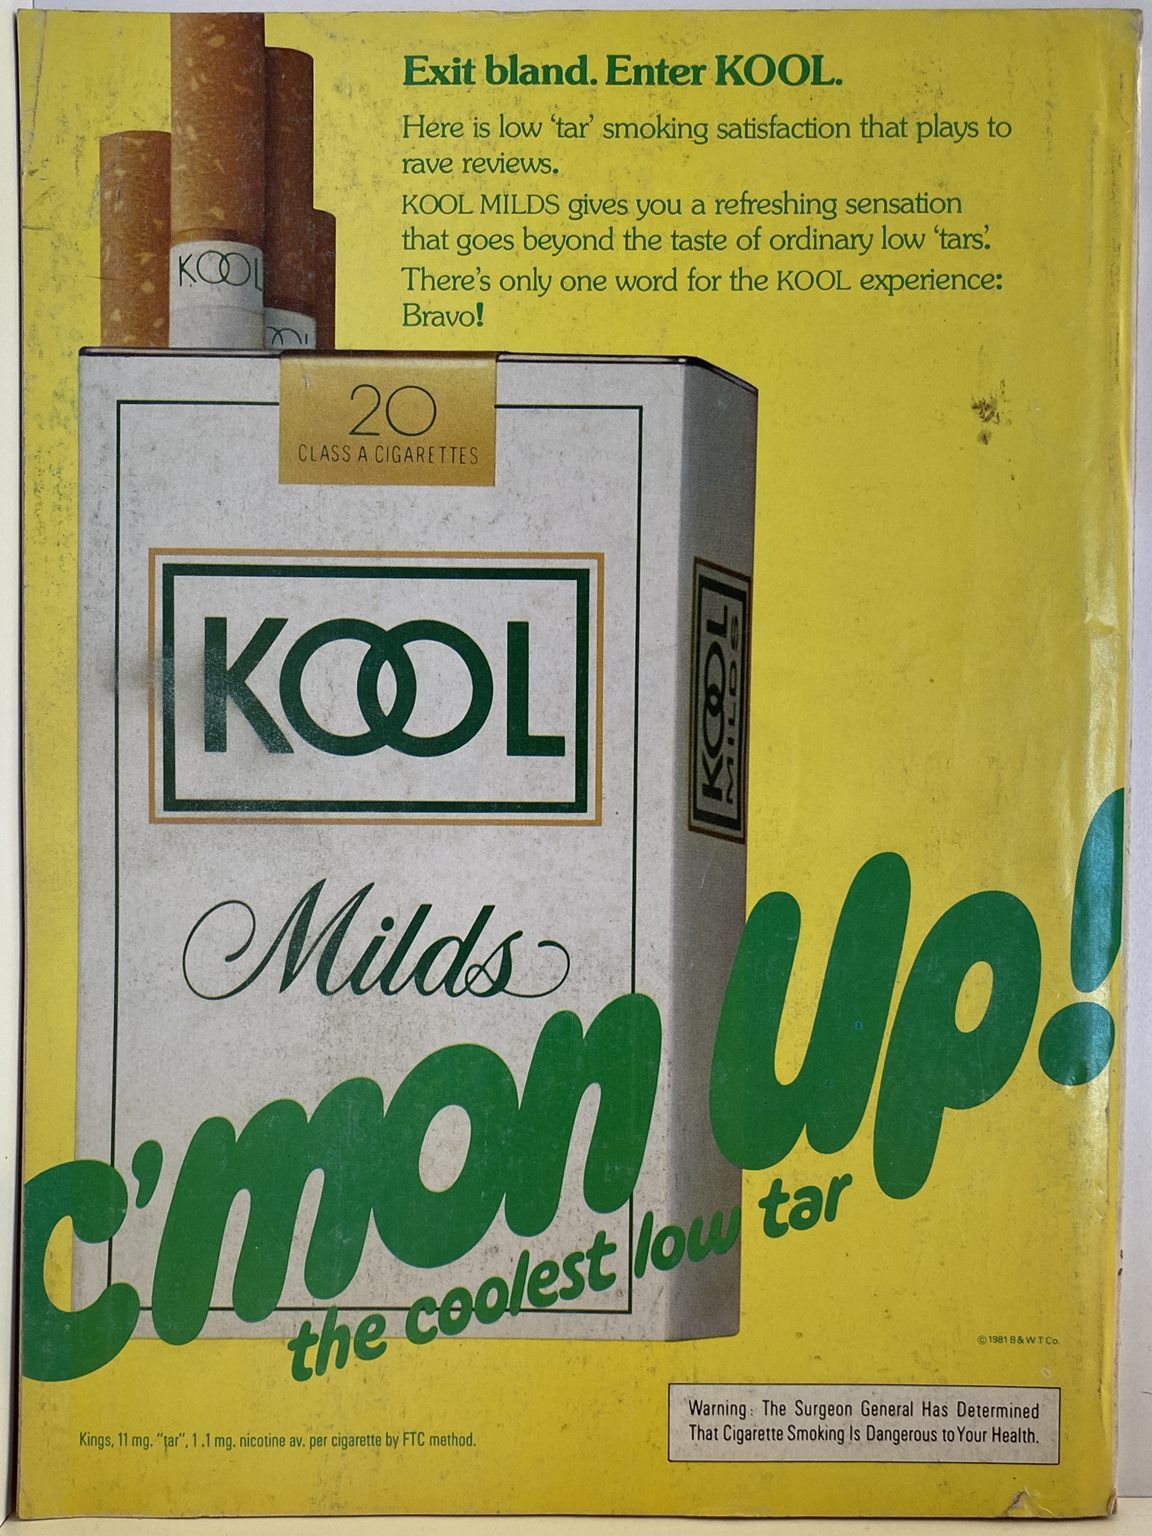 Exit bland. Enter KOOL.
Here is low ‘tar’ smoking satisfaction that plays to
rave reviews.
KOOL MILDS gives you a refreshing sensation
that goes beyond the taste of ordinary low ‘tars’.
There’s only one word for the KOOL experience:
Bravo!
KOOL
20
CLASS A CIGARETTES
KOOL
KOOL
MILDS
Milds
C’mon up!
the coolest low tar
© 1981 B & W T Co.
Warning: The Surgeon General Has Determined
That Cigarette Smoking Is Dangerous to Your Health.
Kings, 11 mg. “tar”, 1.1 mg. nicotine av. per cigarette by FTC method.